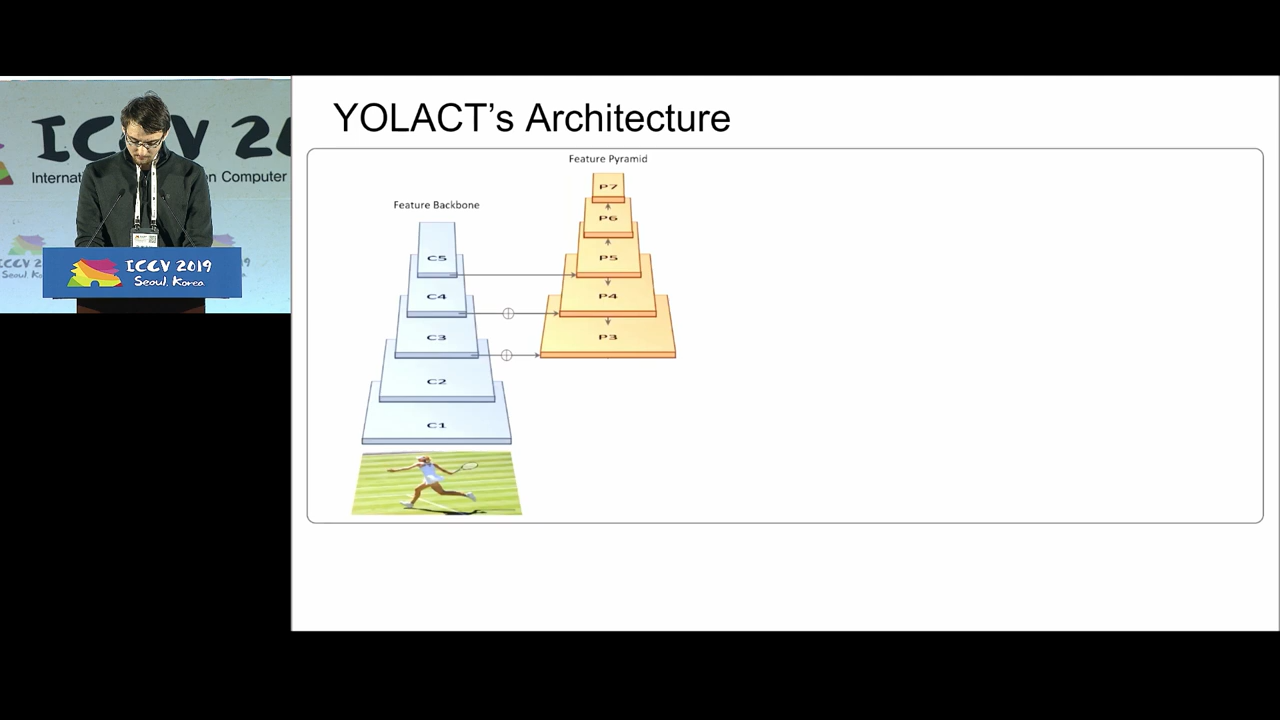 ICCV 20
Internat
on Computer
ICCV 2019
Seoul, Korea
YOLACT's Architecture
Feature Backbone
C5
C4
C3
C2
C1
Feature Pyramid
P7
P6
P5
P4
P3